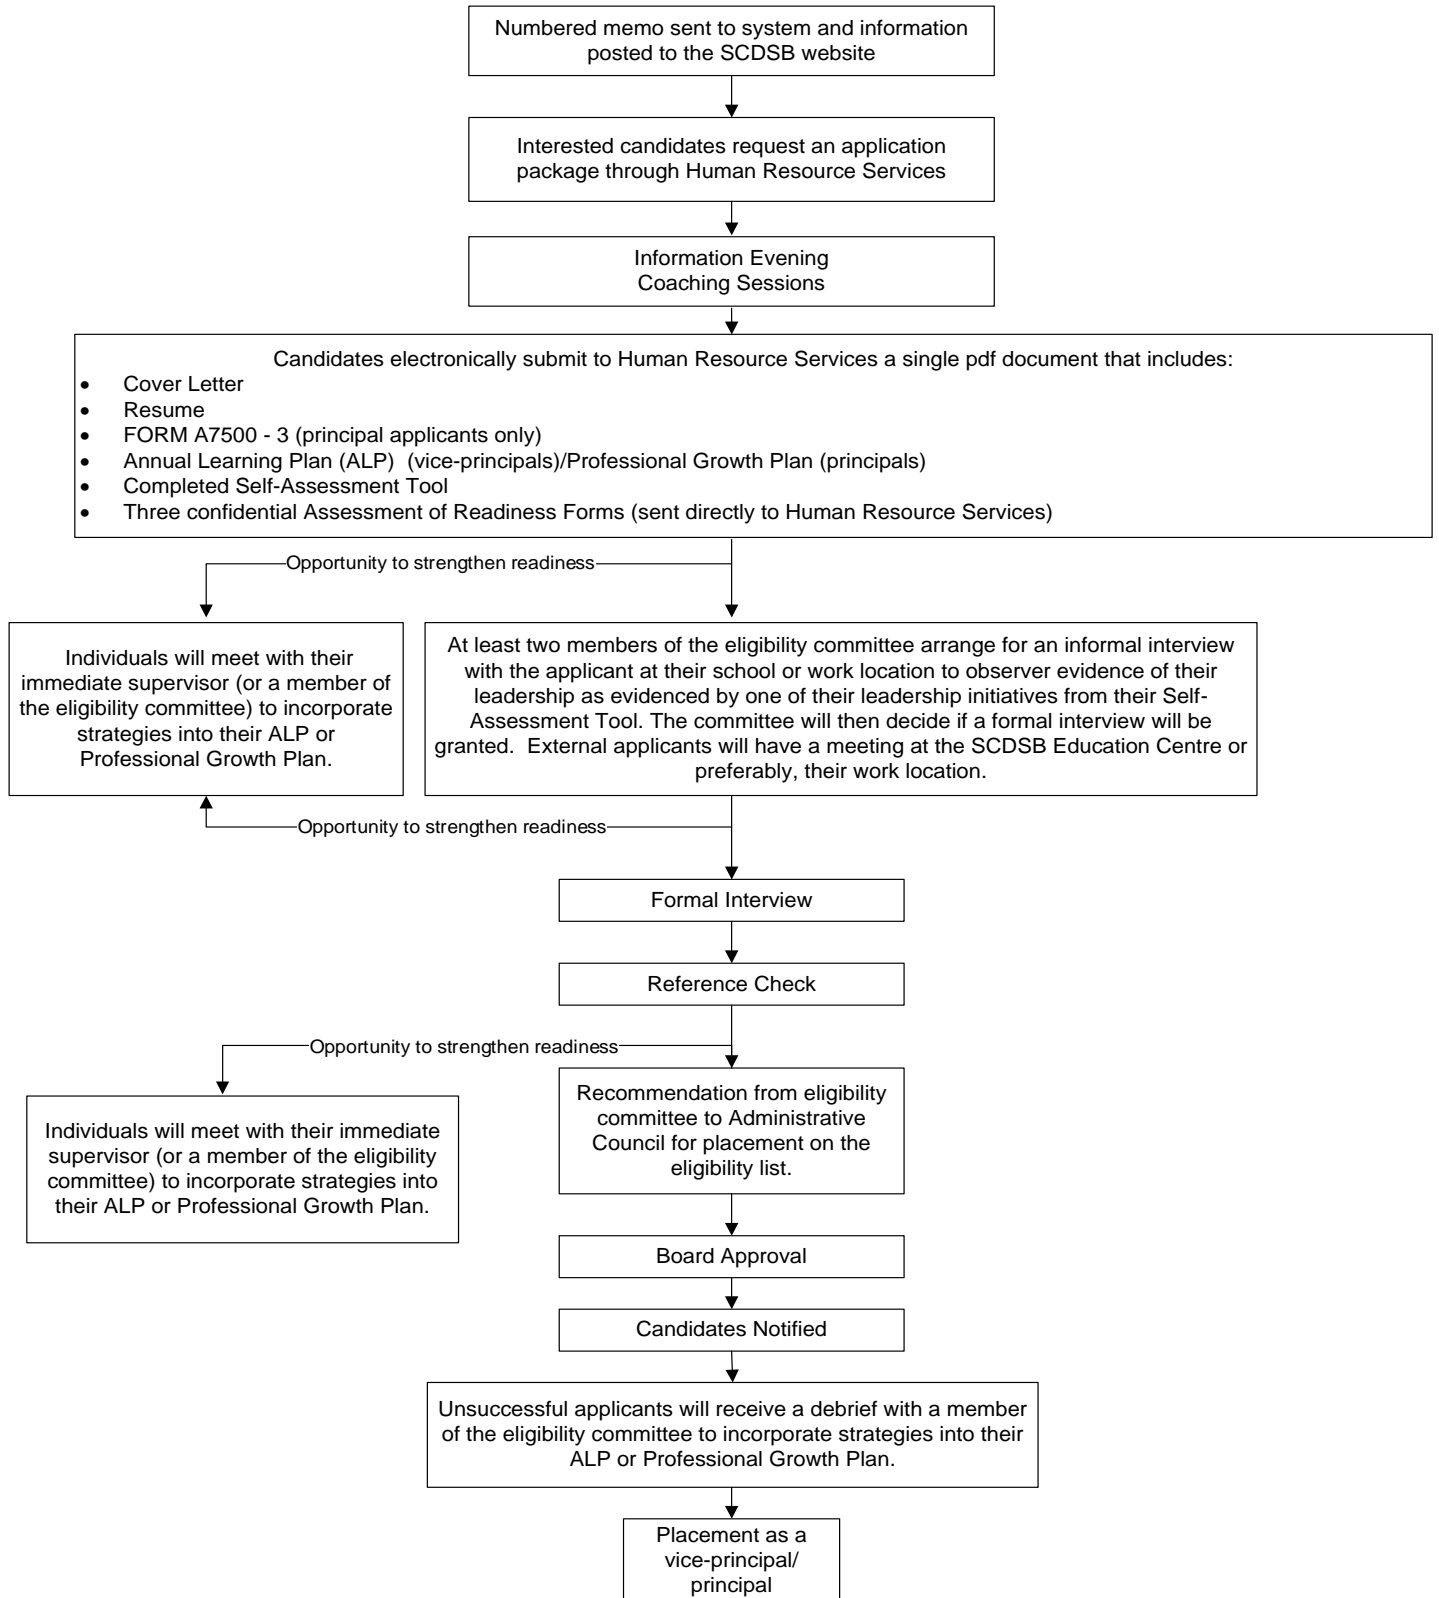 Numbered memo sent to system and information
posted to the SCDSB website
Interested candidates request an application
package through Human Resource Services
Information Evening
Coaching Sessions
Candidates electronically submit to Human Resource Services a single pdf document that includes:
• Cover Letter
• Resume
• FORM A7500 - 3 (principal applicants only)
• Annual Learning Plan (ALP)  (vice-principals)/Professional Growth Plan (principals)
• Completed Self-Assessment Tool
• Three confidential Assessment of Readiness Forms (sent directly to Human Resource Services)
Opportunity to strengthen readiness
Individuals will meet with their
immediate supervisor (or a member of
the eligibility committee) to incorporate
strategies into their ALP or
Professional Growth Plan.
At least two members of the eligibility committee arrange for an informal interview
with the applicant at their school or work location to observer evidence of their
leadership as evidenced by one of their leadership initiatives from their Self-
Assessment Tool. The committee will then decide if a formal interview will be
granted.  External applicants will have a meeting at the SCDSB Education Centre or
preferably, their work location.
Opportunity to strengthen readiness
Formal Interview
Reference Check
Opportunity to strengthen readiness
Individuals will meet with their immediate
supervisor (or a member of the eligibility
committee) to incorporate strategies into
their ALP or Professional Growth Plan.
Recommendation from eligibility
committee to Administrative
Council for placement on the
eligibility list.
Board Approval
Candidates Notified
Unsuccessful applicants will receive a debrief with a member
of the eligibility committee to incorporate strategies into their
ALP or Professional Growth Plan.
Placement as a
vice-principal/
principal